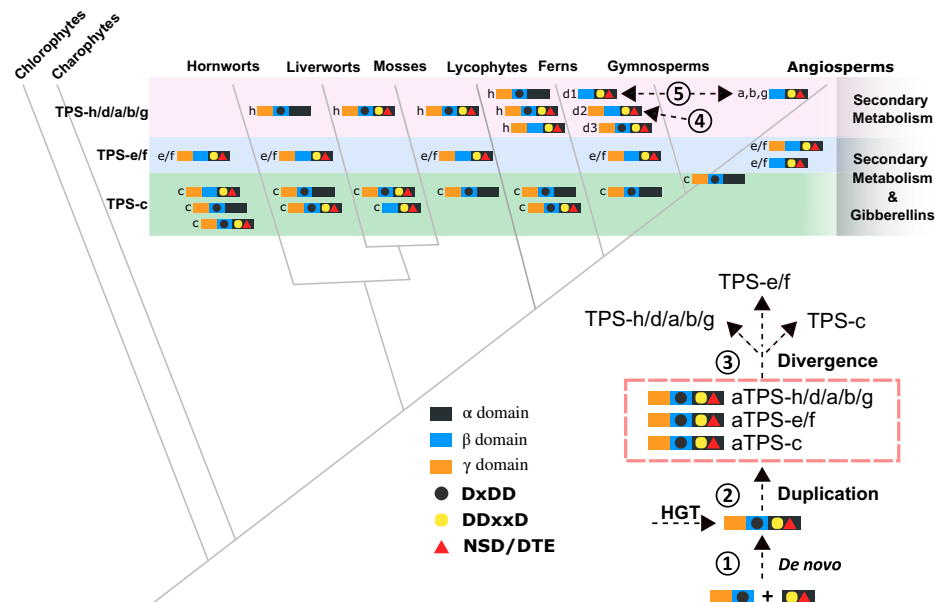 Chlorophytes
Charophytes
Hornworts Liverworts Mosses Lycophytes Ferns Gymnosperms Angiosperms
TPS-h/d/a/b/g
h h h h d1 5 a,b,g
h d2 4
h d3
Secondary
Metabolism
TPS-e/f
e/f e/f e/f e/f e/f
e/f
TPS-c
c c c c c c c
c c c c
c
Secondary
Metabolism
&
Gibberellins
TPS-e/f
TPS-h/d/a/b/g TPS-c
3 Divergence
aTPS-h/d/a/b/g
aTPS-e/f
aTPS-c
2 Duplication
HGT
1 De novo
+
α domain
β domain
γ domain
DxDD
DDxxD
NSD/DTE